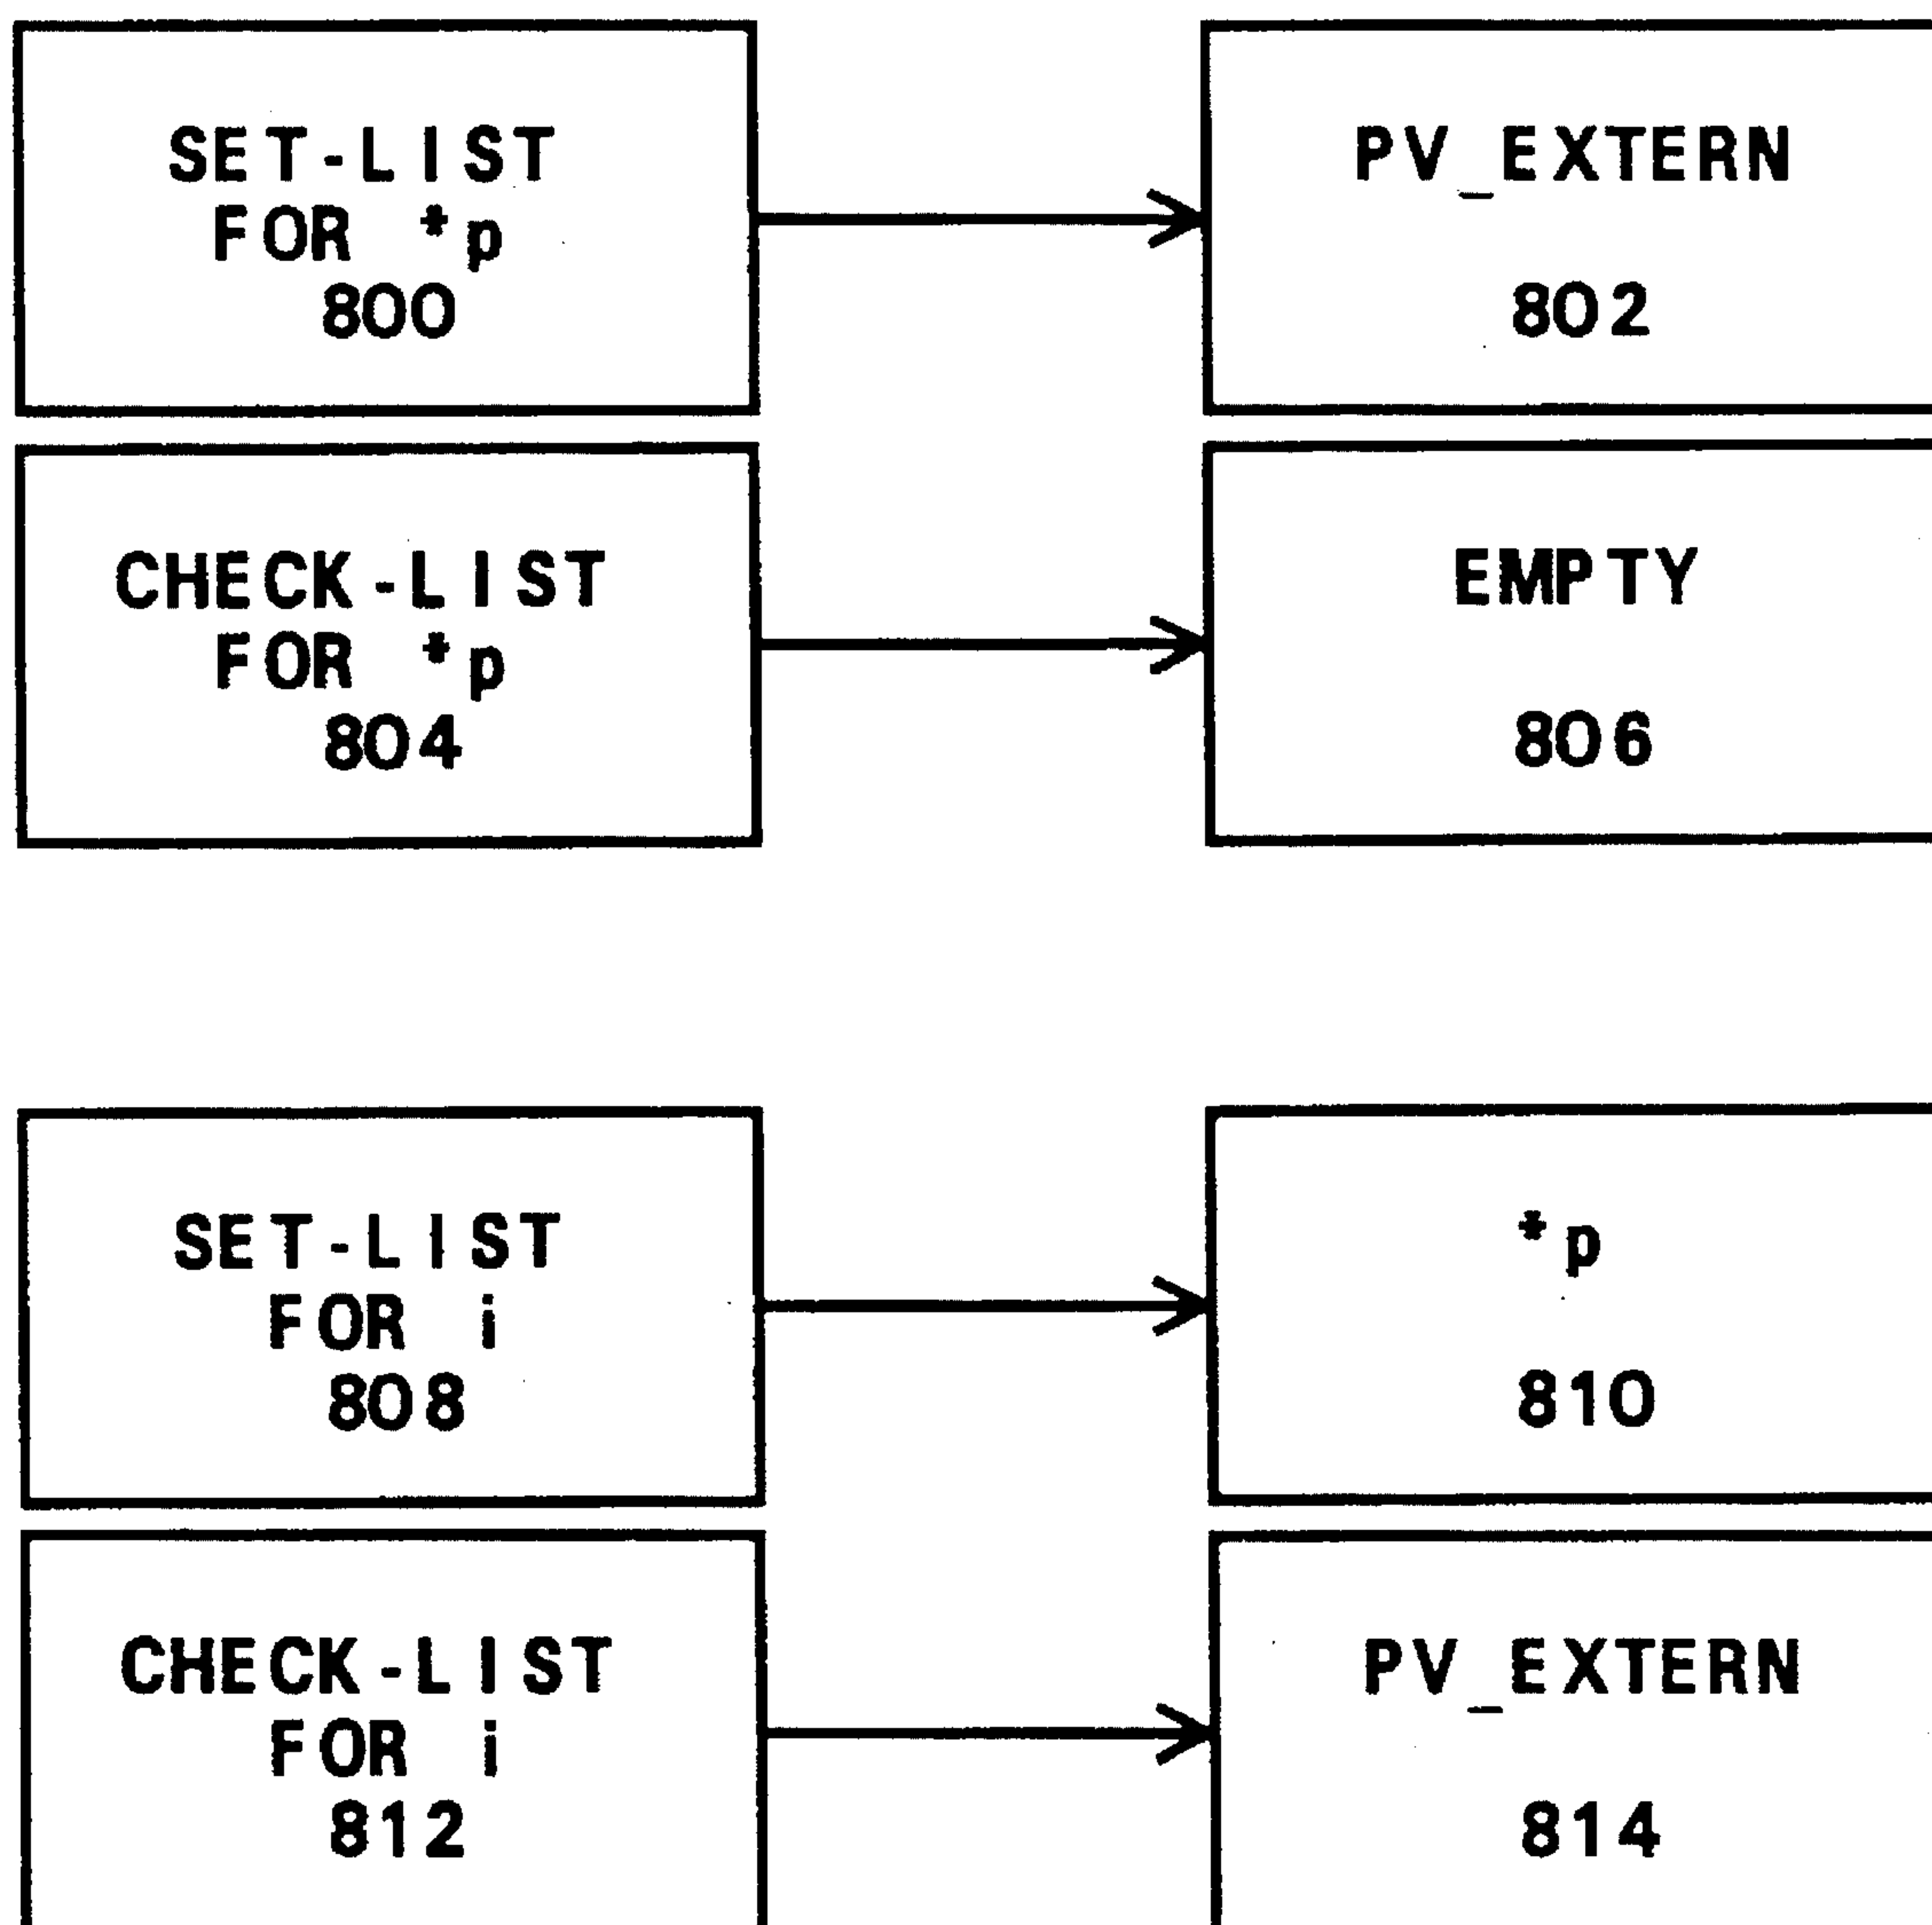 SET-LIST
FOR *p
800
PV_EXTERN
802
CHECK-LIST
FOR *p
804
EMPTY
806
SET-LIST
FOR i
808
*p
810
CHECK-LIST
FOR i
812
PV_EXTERN
814